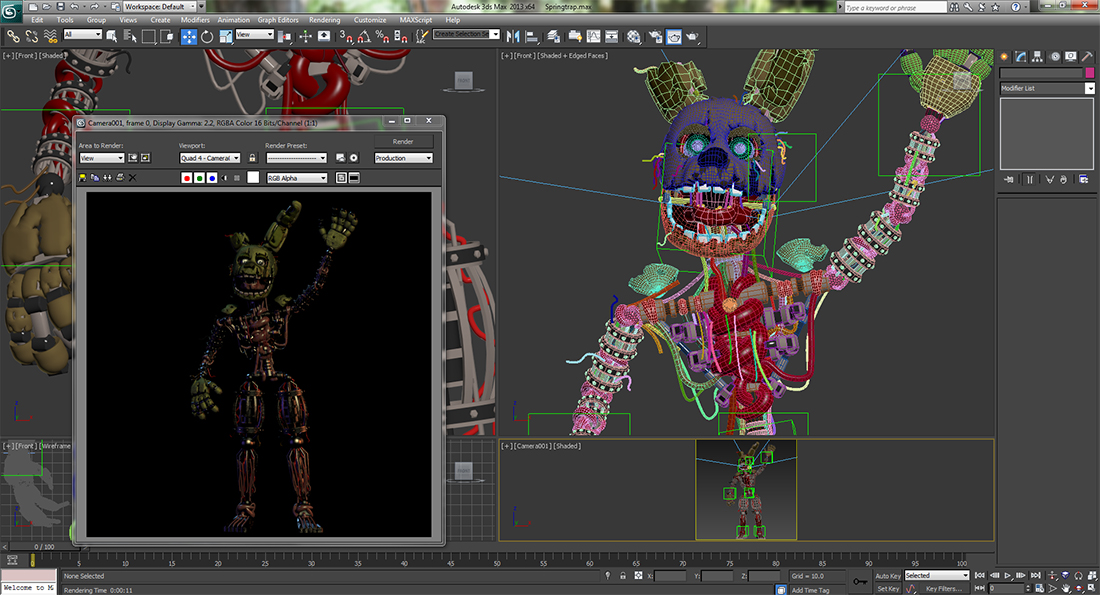 Workspace: Default
Autodesk 3ds Max 2013 x64 Springtrap.max
Type a keyword or phrase
Edit Tools Group Views Create Modifiers Animation Graph Editors Rendering Customize MAXScript Help
All
View
Create Selection Se
[+][Front][Shaded]
[+][Front][Shaded + Edged Faces]
Modifier List
Camera001, frame 0, Display Gamma: 2.2, RGBA Color 16 Bits/Channel (1:1)
Area to Render:
Viewport:
Render Preset:
Render
View
Quad 4 - Camera
Production
RGB Alpha
[+][Front][Wireframe
[+][Camera001][Shaded]
0 / 100
0 5 10 15 20 25 30 35 40 45 50 55 60 65 70 75 80 85 90 95 100
None Selected
X:
Y:
Z:
Grid = 10.0
Auto Key
Selected
Welcome to M
Rendering Time 0:00:11
Add Time Tag
Set Key
Key Filters...
0